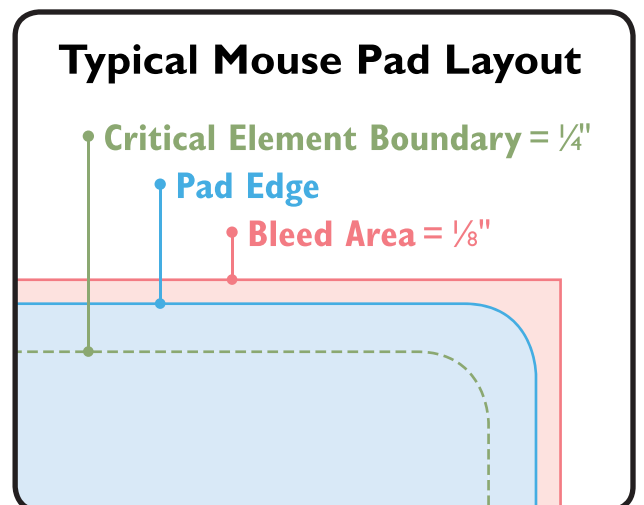 Typical Mouse Pad Layout
Critical Element Boundary = ¼"
Pad Edge
Bleed Area = ⅛"